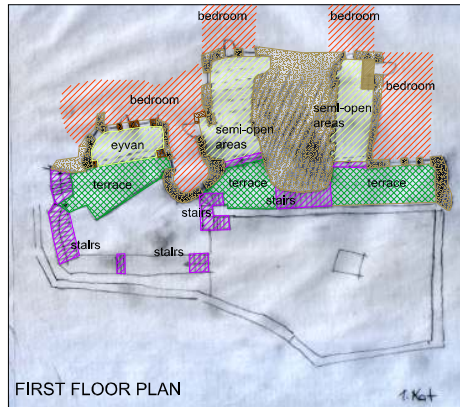 bedroom
bedroom
bedroom
bedroom
semi-open
areas
semi-open
areas
eyvan
terrace
terrace
terrace
stairs
stairs
stairs
stairs
FIRST FLOOR PLAN
1. Kat